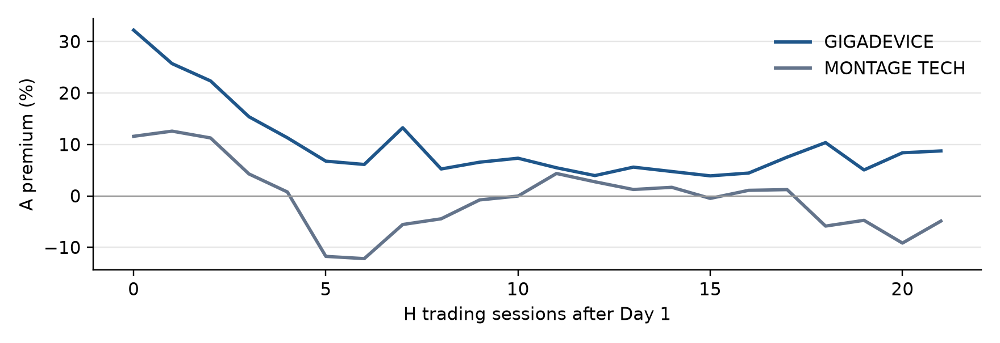 GIGADEVICE
MONTAGE TECH
A premium (%)
30
20
10
0
−10
0 5 10 15 20
H trading sessions after Day 1